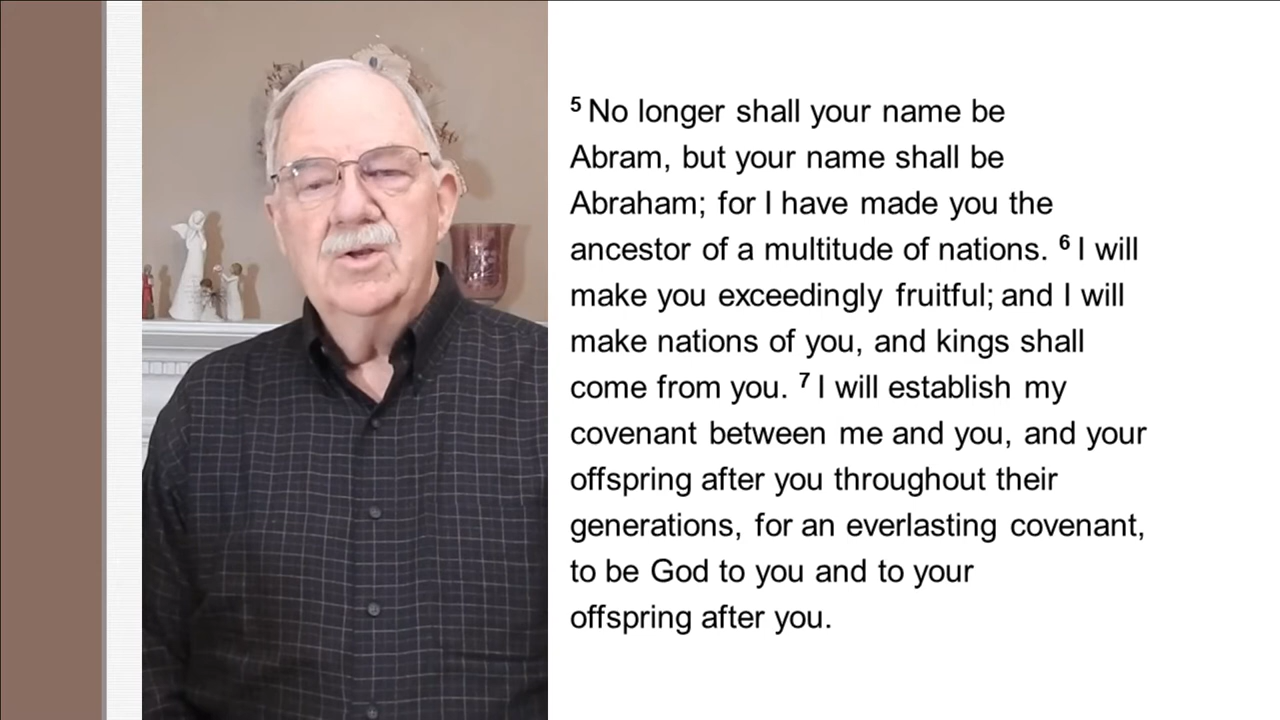 5 No longer shall your name be
Abram, but your name shall be
Abraham; for I have made you the
ancestor of a multitude of nations. 6 I will
make you exceedingly fruitful; and I will
make nations of you, and kings shall
come from you. 7 I will establish my
covenant between me and you, and your
offspring after you throughout their
generations, for an everlasting covenant,
to be God to you and to your
offspring after you.